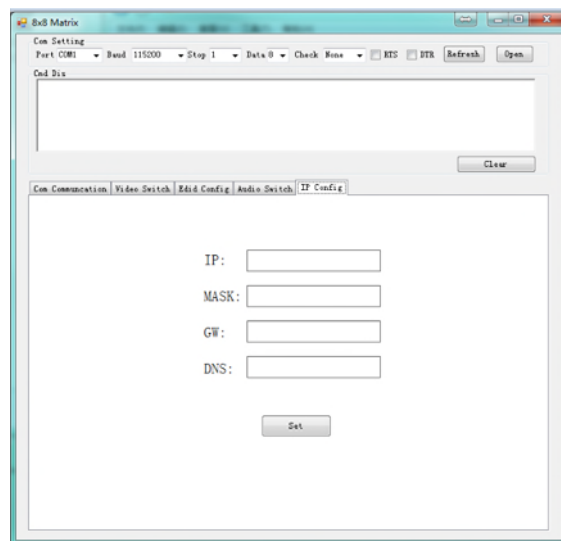 8x8 Matrix
Com Setting
Port COM1 Baud 115200 Stop 1 Data 8 Check None RTS DTR Refresh Open
Cmd Dis
Clear
Com Communcation Video Switch Edid Config Audio Switch IP Config
IP:
MASK:
GW:
DNS:
Set